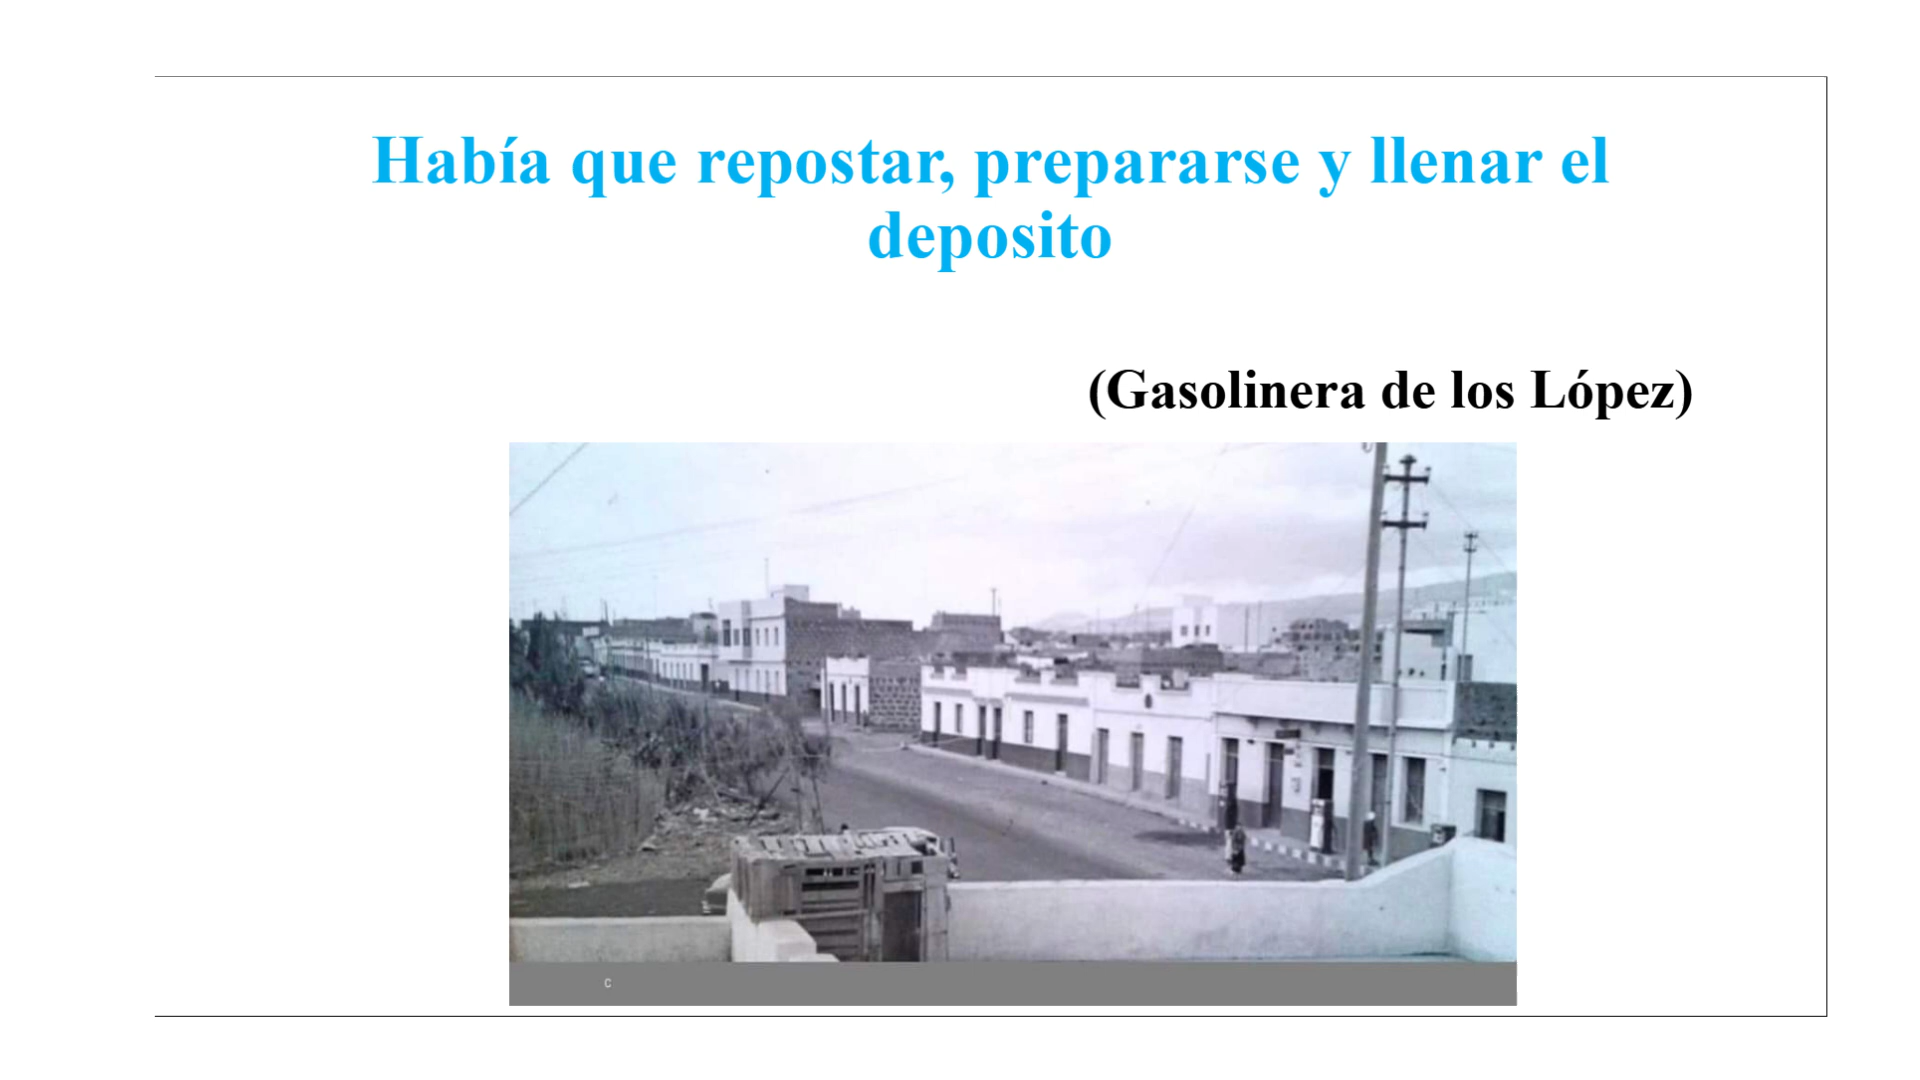 Había que repostar, prepararse y llenar el
deposito
(Gasolinera de los López)
c